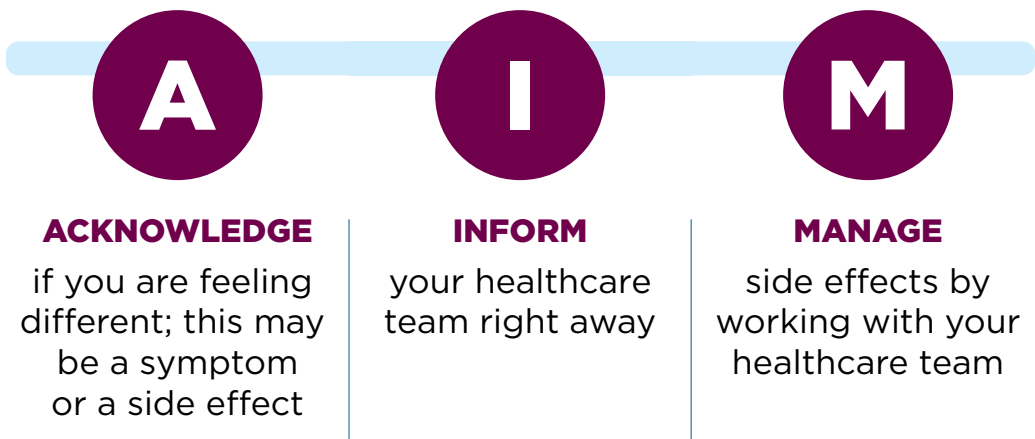 A
I
M
ACKNOWLEDGE
if you are feeling
different; this may
be a symptom
or a side effect
INFORM
your healthcare
team right away
MANAGE
side effects by
working with your
healthcare team